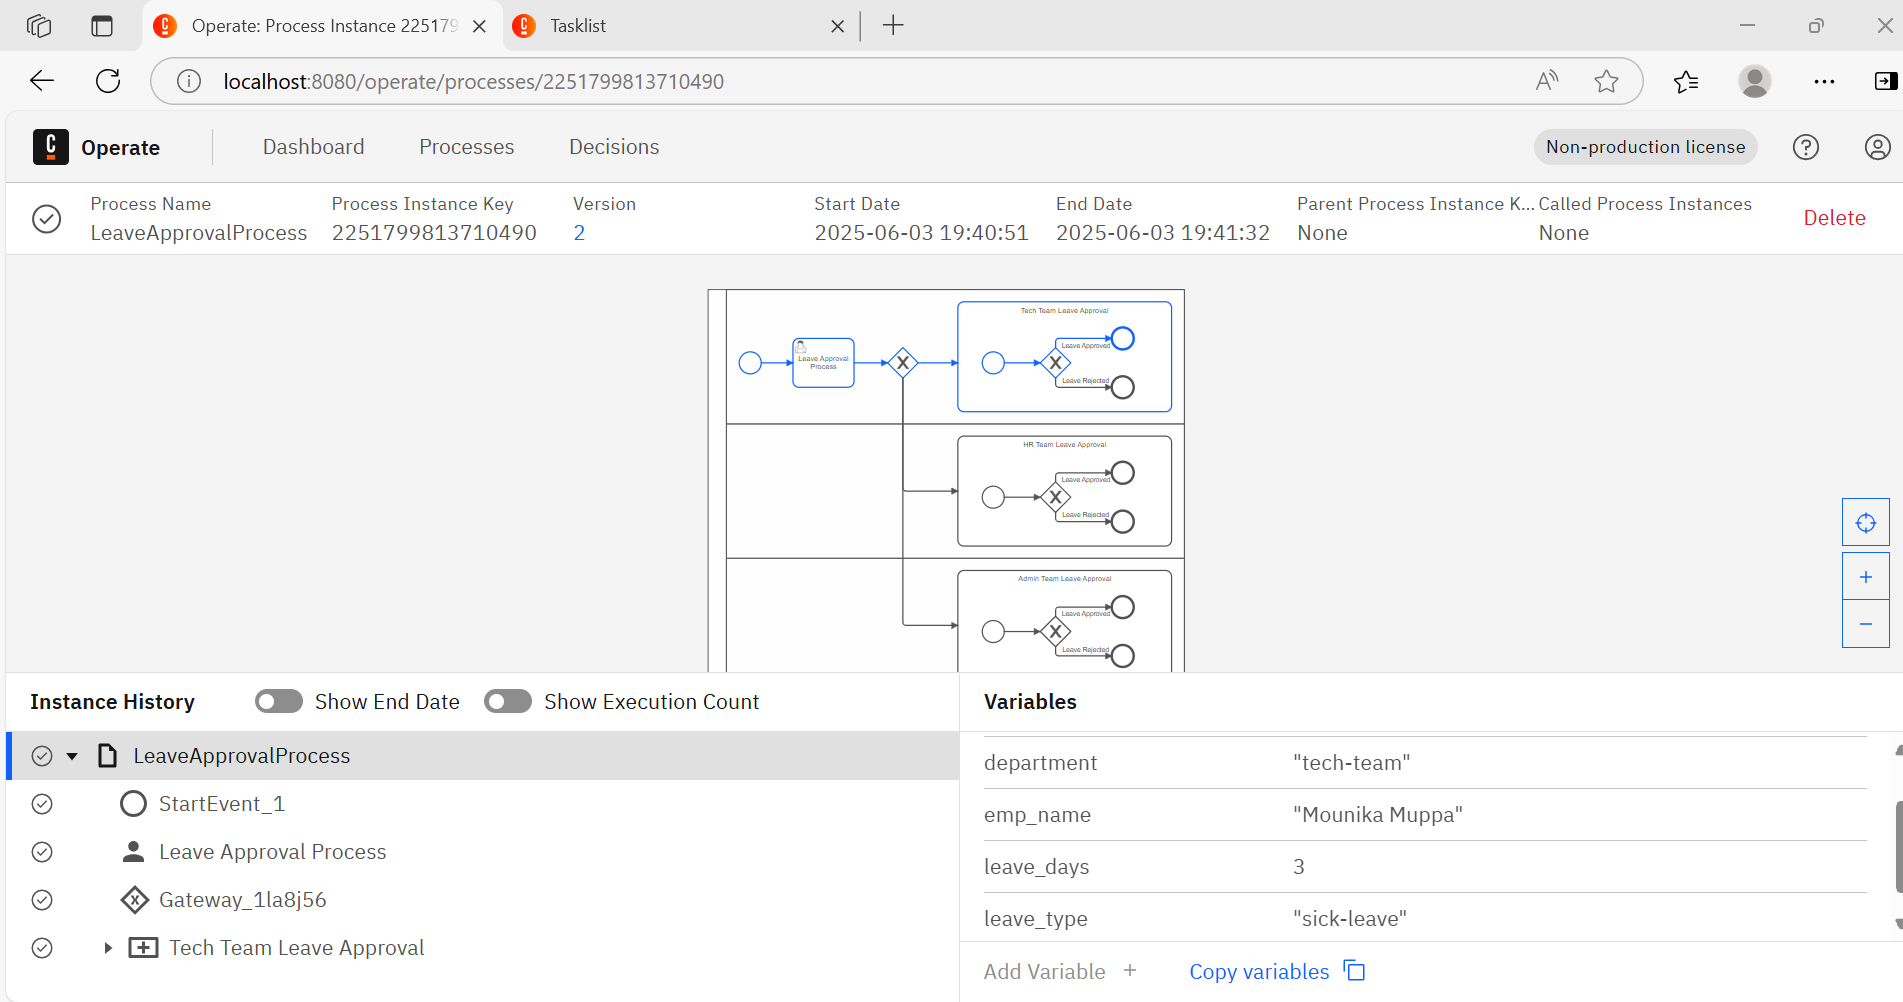 Operate: Process Instance 225179
Tasklist
localhost:8080/operate/processes/2251799813710490
Operate
Dashboard
Processes
Decisions
Non-production license
Process Name
Process Instance Key
Version
Start Date
End Date
Parent Process Instance K...
Called Process Instances
LeaveApprovalProcess
2251799813710490
2
2025-06-03 19:40:51
2025-06-03 19:41:32
None
None
Delete
Tech Team Leave Approval
Leave Approval
Process
Leave Approved
Leave Rejected
HR Team Leave Approval
Leave Approved
Leave Rejected
Admin Team Leave Approval
Leave Approved
Leave Rejected
Instance History
Show End Date
Show Execution Count
LeaveApprovalProcess
StartEvent_1
Leave Approval Process
Gateway_1la8j56
Tech Team Leave Approval
Variables
department "tech-team"
emp_name "Mounika Muppa"
leave_days 3
leave_type "sick-leave"
Add Variable +
Copy variables